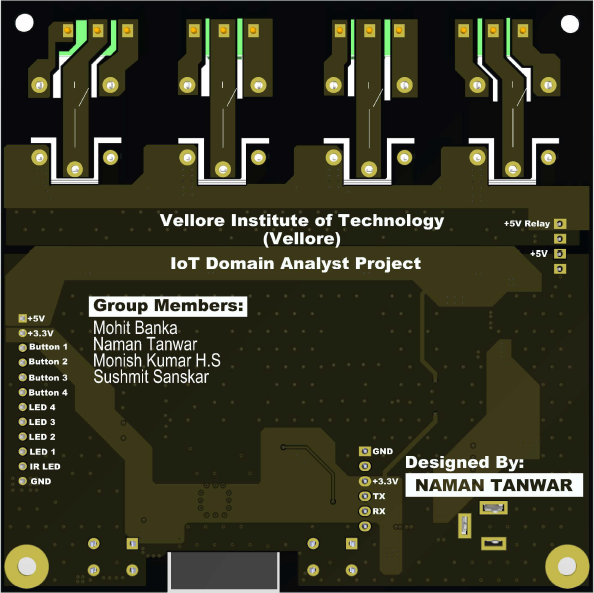 Vellore Institute of Technology
(Vellore)
IoT Domain Analyst Project
+5V Relay
+5V
Group Members:
Mohit Banka
Naman Tanwar
Monish Kumar H.S
Sushmit Sanskar
+5V
+3.3V
Button 1
Button 2
Button 3
Button 4
LED 4
LED 3
LED 2
LED 1
IR LED
GND
GND
+3.3V
TX
RX
Designed By:
NAMAN TANWAR